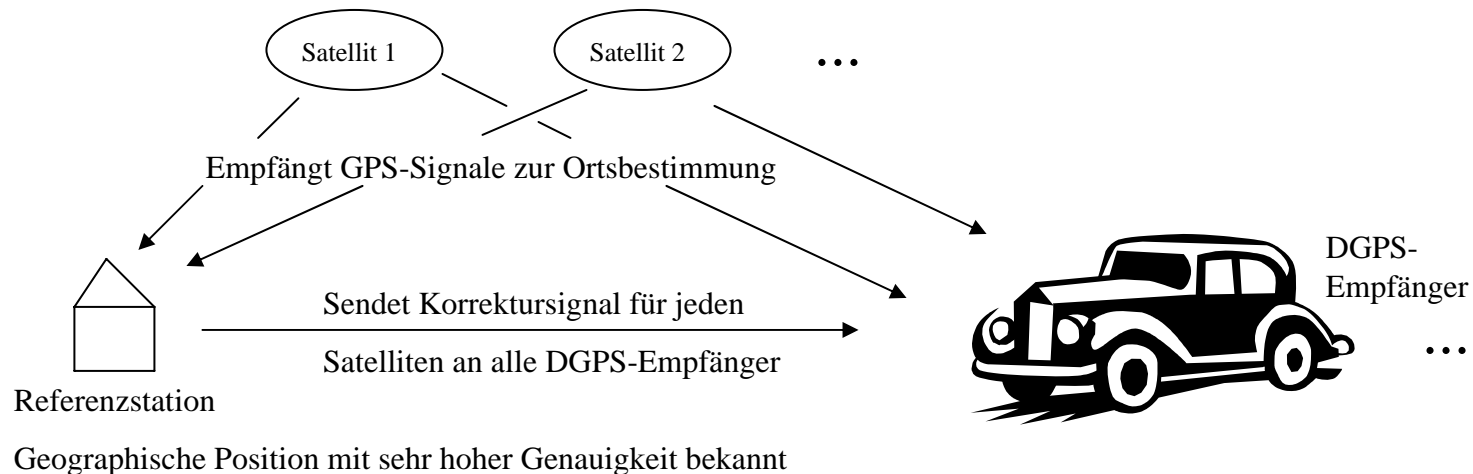 Satellit 1
Satellit 2
...
Empfängt GPS-Signale zur Ortsbestimmung
DGPS-
Empfänger
Sendet Korrektursignal für jeden
Satelliten an alle DGPS-Empfänger
...
Referenzstation
Geographische Position mit sehr hoher Genauigkeit bekannt